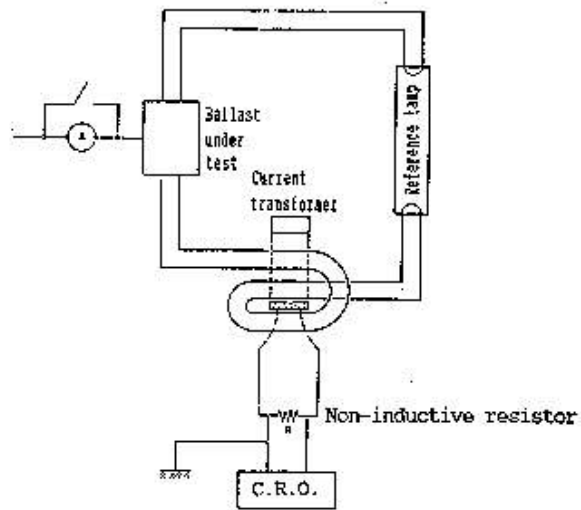 Ballast
under
test
Current
transformer
Reference lamp
A
Non-inductive resistor
R
C.R.O.